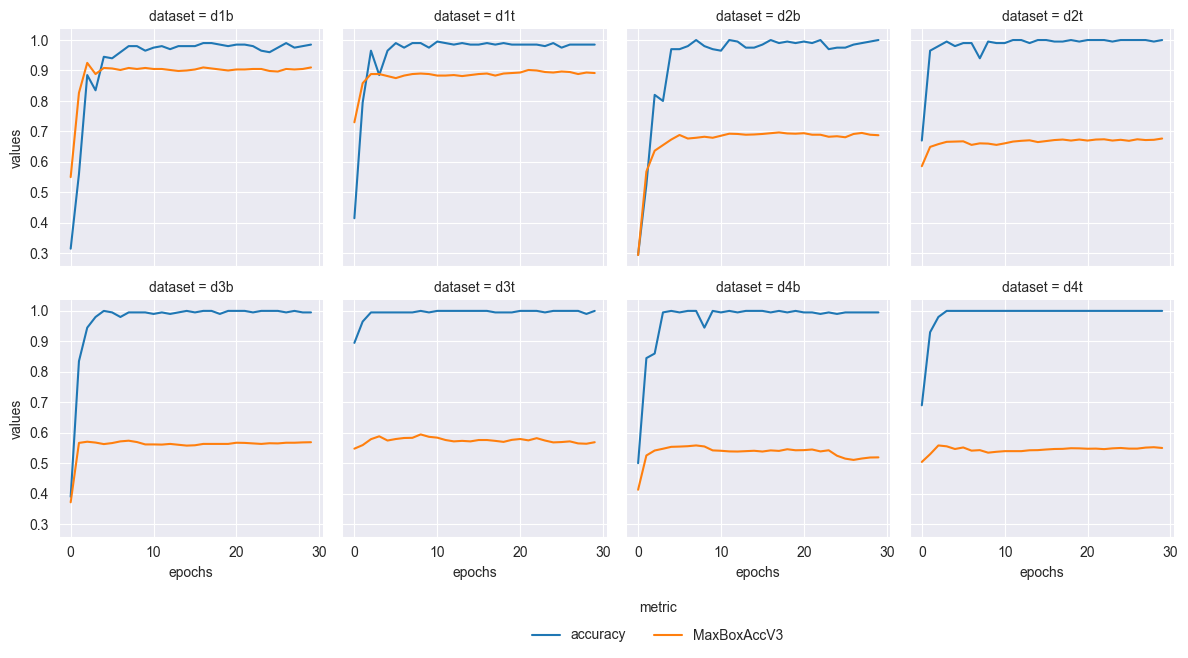 dataset = d1b
dataset = d1t
dataset = d2b
dataset = d2t
1.0
0.9
0.8
0.7
0.6
0.5
0.4
0.3
values
dataset = d3b
dataset = d3t
dataset = d4b
dataset = d4t
1.0
0.9
0.8
0.7
0.6
0.5
0.4
0.3
values
0 10 20 30
0 10 20 30
0 10 20 30
0 10 20 30
epochs
epochs
epochs
epochs
metric
accuracy
MaxBoxAccV3